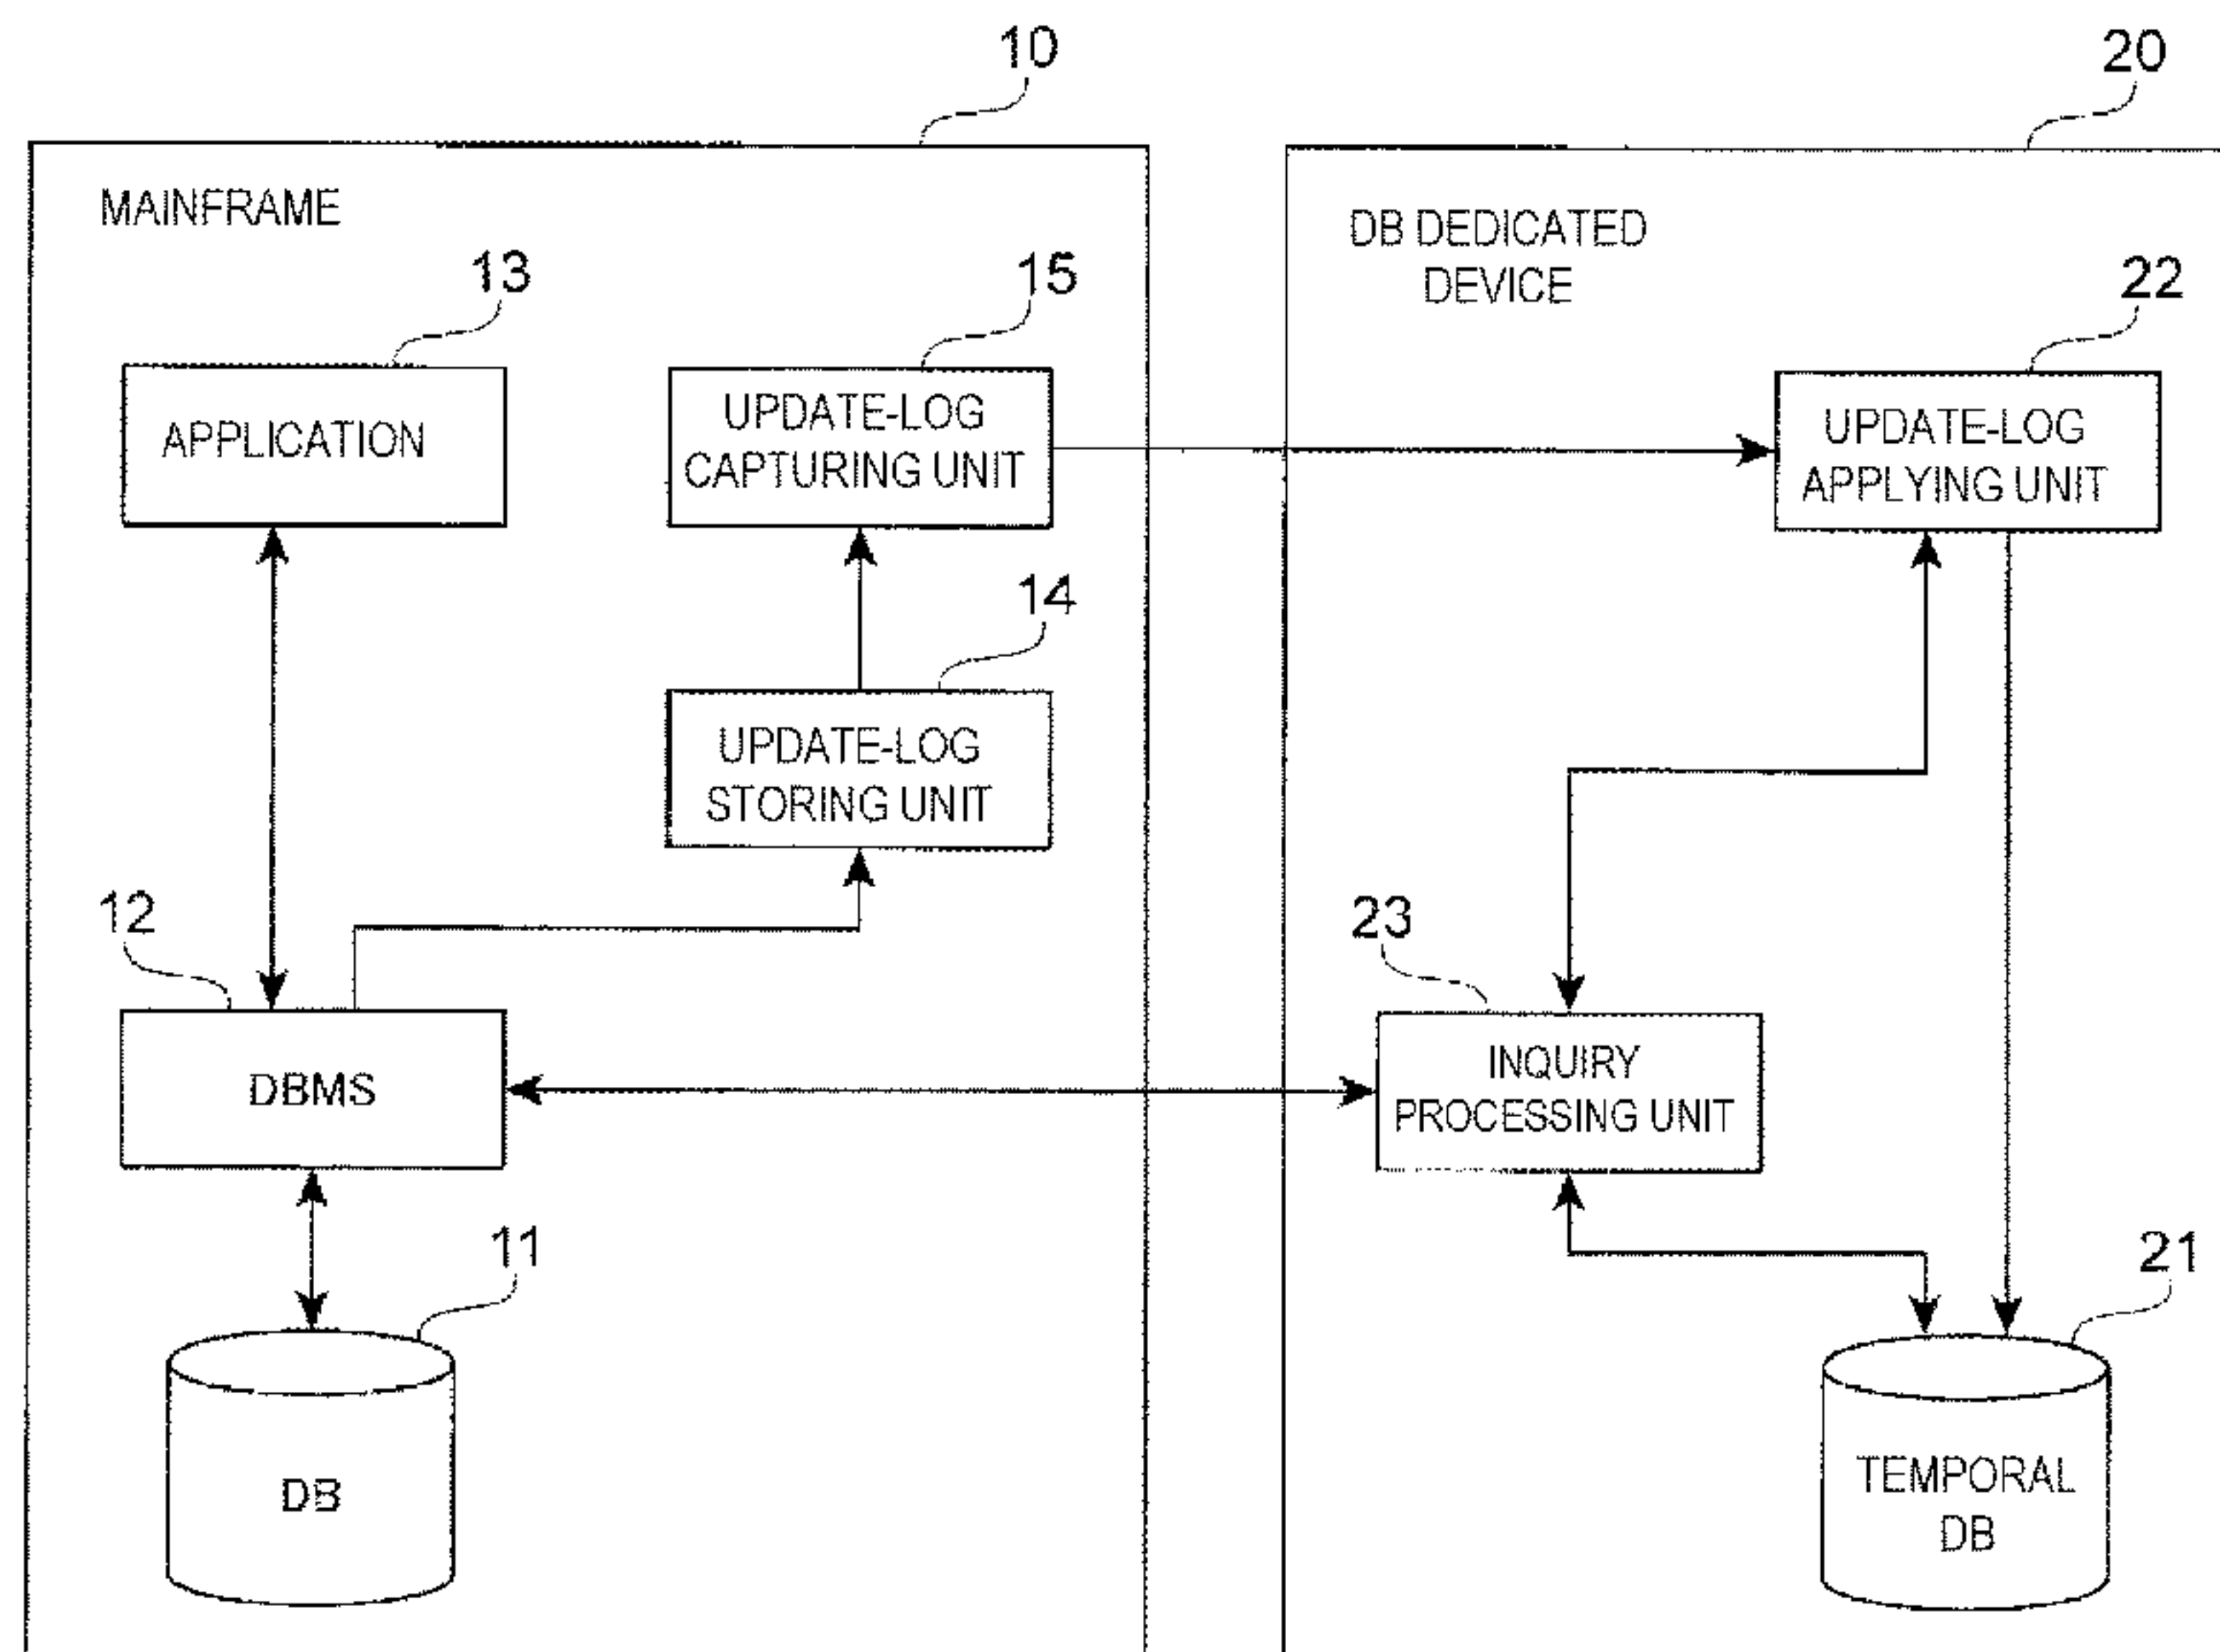 10
20
MAINFRAME
DB DEDICATED
DEVICE
13
15
22
APPLICATION
UPDATE-LOG
CAPTURING UNIT
UPDATE-LOG
APPLYING UNIT
14
UPDATE-LOG
STORING UNIT
12
23
DBMS
INQUIRY
PROCESSING UNIT
11
21
DB
TEMPORAL
DB